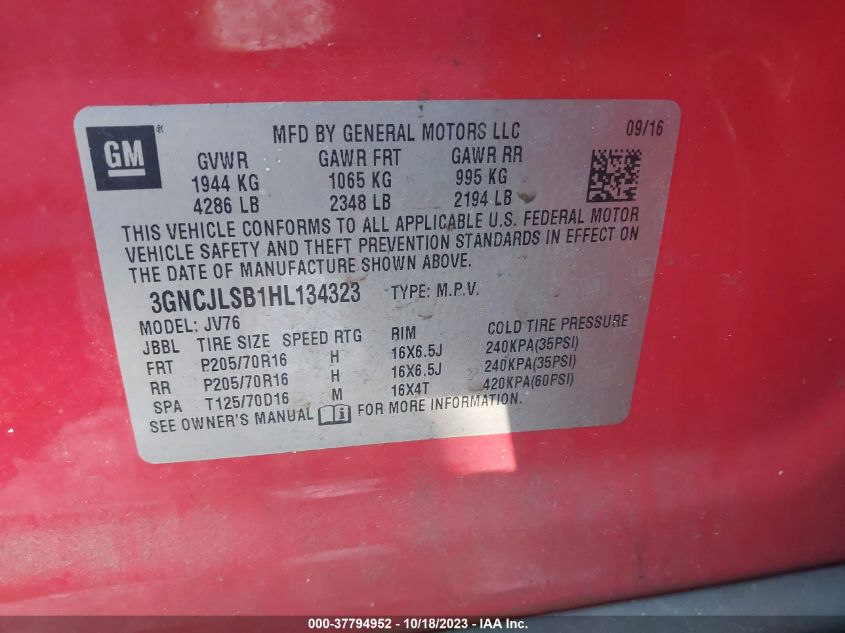 GM ® MFD BY GENERAL MOTORS LLC 09/16
GVWR GAWR FRT GAWR RR
1944 KG 1065 KG 995 KG
4286 LB 2348 LB 2194 LB
THIS VEHICLE CONFORMS TO ALL APPLICABLE U.S. FEDERAL MOTOR
VEHICLE SAFETY AND THEFT PREVENTION STANDARDS IN EFFECT ON
THE DATE OF MANUFACTURE SHOWN ABOVE.
3GNCJLSB1HL134323 TYPE: M.P.V.
MODEL: JV76
JBBL TIRE SIZE SPEED RTG RIM COLD TIRE PRESSURE
FRT P205/70R16 H 16X6.5J 240KPA(35PSI)
RR P205/70R16 H 16X6.5J 240KPA(35PSI)
SPA T125/70D16 M 16X4T 420KPA(60PSI)
SEE OWNER'S MANUAL i FOR MORE INFORMATION.
000-37794952 - 10/18/2023 - IAA Inc.